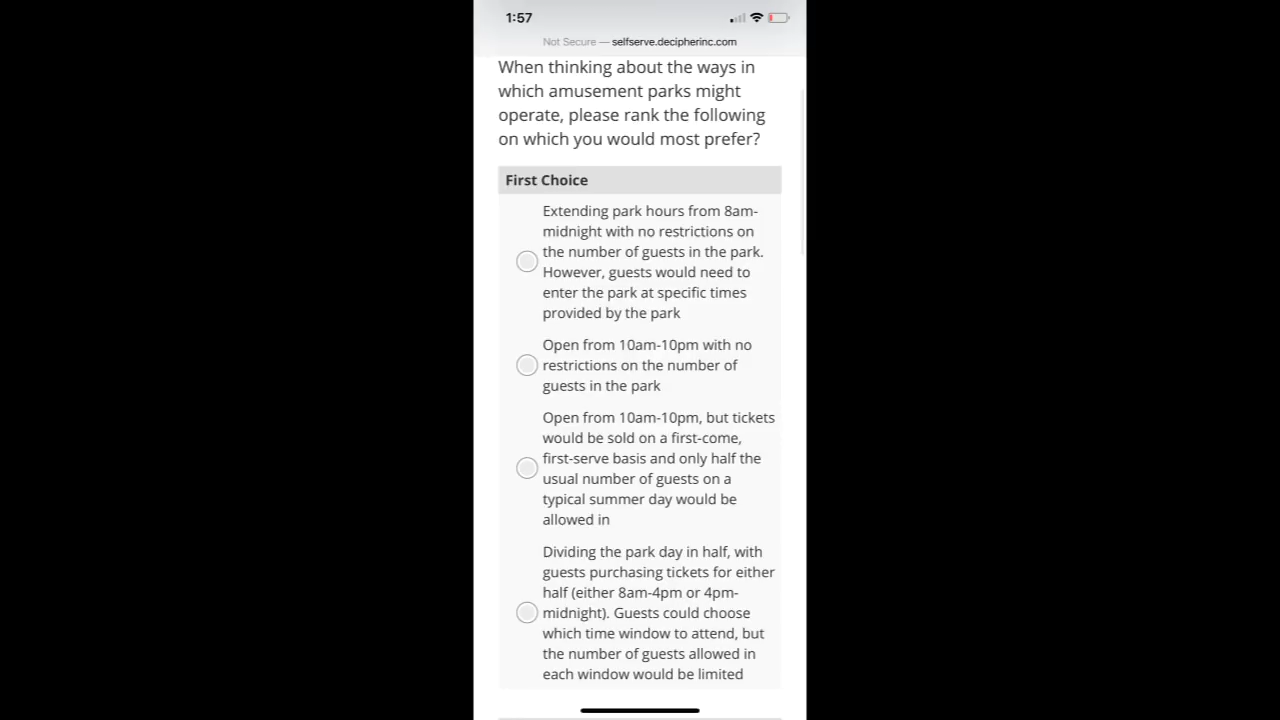 1:57
Not Secure — selfserve.decipherinc.com
When thinking about the ways in
which amusement parks might
operate, please rank the following
on which you would most prefer?
First Choice
Extending park hours from 8am-
midnight with no restrictions on
the number of guests in the park.
However, guests would need to
enter the park at specific times
provided by the park
Open from 10am-10pm with no
restrictions on the number of
guests in the park
Open from 10am-10pm, but tickets
would be sold on a first-come,
first-serve basis and only half the
usual number of guests on a
typical summer day would be
allowed in
Dividing the park day in half, with
guests purchasing tickets for either
half (either 8am-4pm or 4pm-
midnight). Guests could choose
which time window to attend, but
the number of guests allowed in
each window would be limited